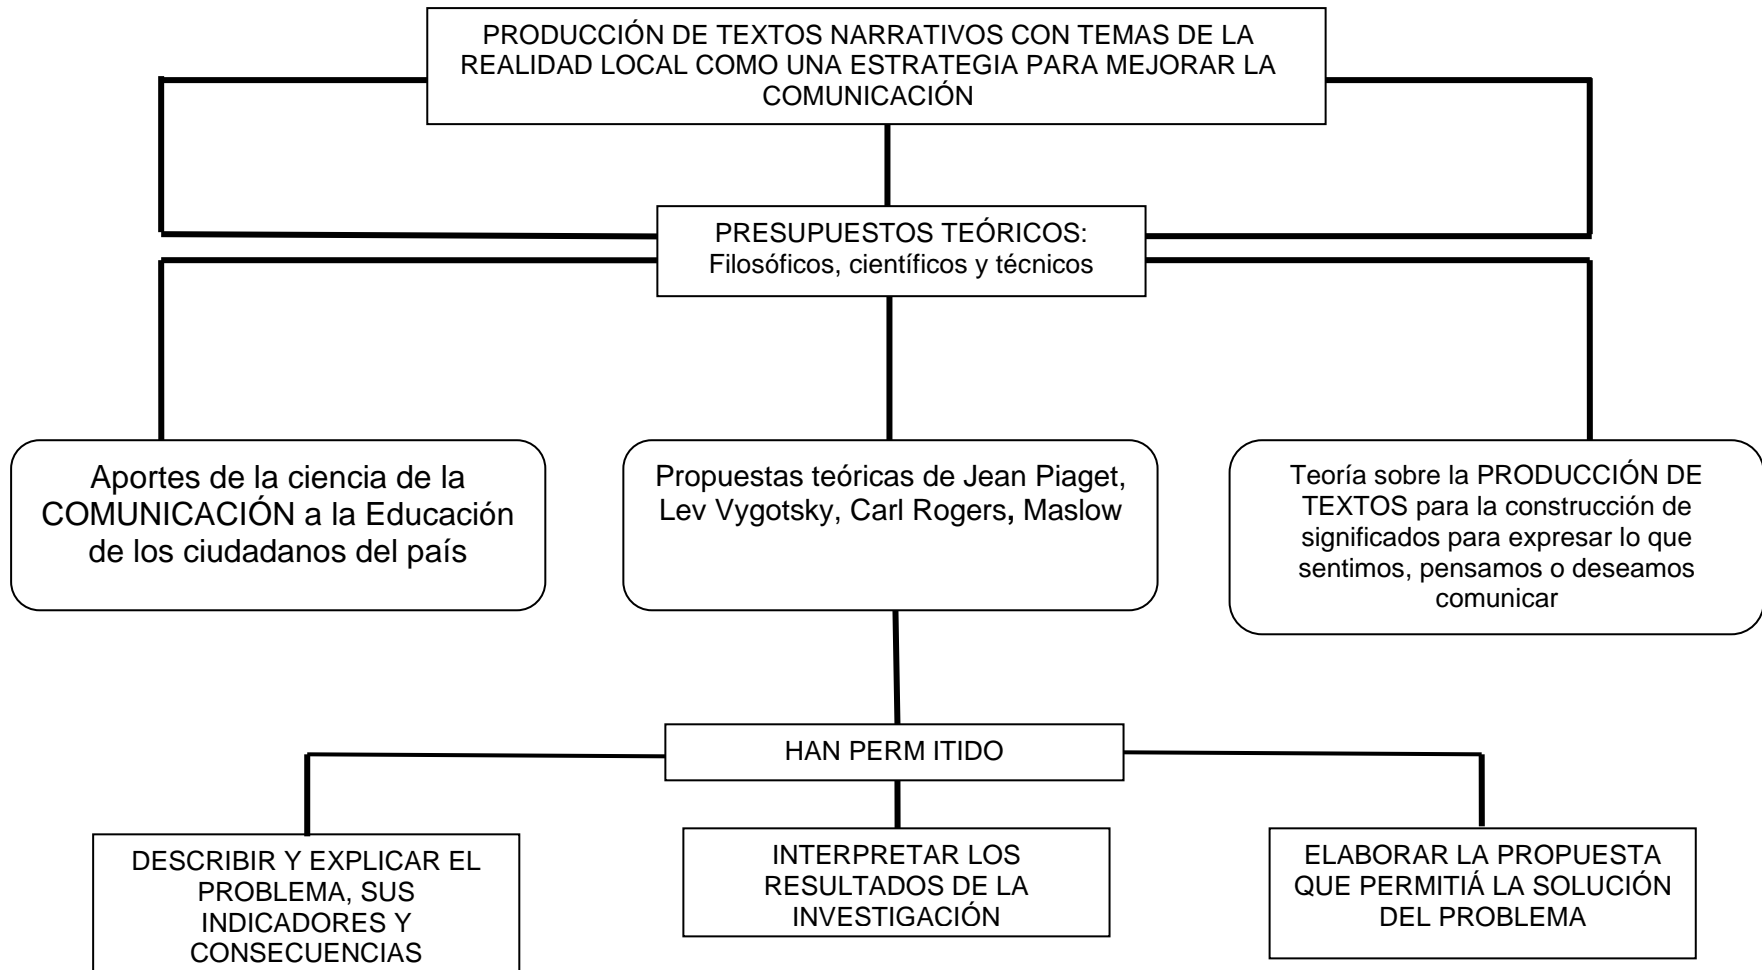 PRODUCCIÓN DE TEXTOS NARRATIVOS CON TEMAS DE LA
REALIDAD LOCAL COMO UNA ESTRATEGIA PARA MEJORAR LA
COMUNICACIÓN
PRESUPUESTOS TEÓRICOS:
Filosóficos, científicos y técnicos
Aportes de la ciencia de la
COMUNICACIÓN a la Educación
de los ciudadanos del país
Propuestas teóricas de Jean Piaget,
Lev Vygotsky, Carl Rogers, Maslow
Teoría sobre la PRODUCCIÓN DE
TEXTOS para la construcción de
significados para expresar lo que
sentimos, pensamos o deseamos
comunicar
HAN PERM ITIDO
DESCRIBIR Y EXPLICAR EL
PROBLEMA, SUS
INDICADORES Y
CONSECUENCIAS
INTERPRETAR LOS
RESULTADOS DE LA
INVESTIGACIÓN
ELABORAR LA PROPUESTA
QUE PERMITIÁ LA SOLUCIÓN
DEL PROBLEMA